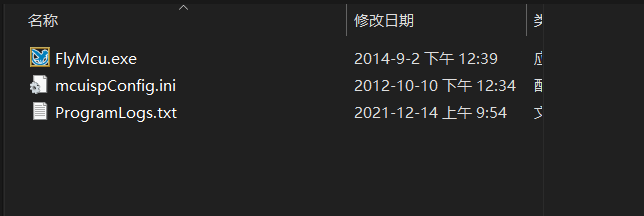 名称 修改日期
FlyMcu.exe 2014-9-2 下午 12:39
mcuispConfig.ini 2012-10-10 下午 12:34
ProgramLogs.txt 2021-12-14 上午 9:54